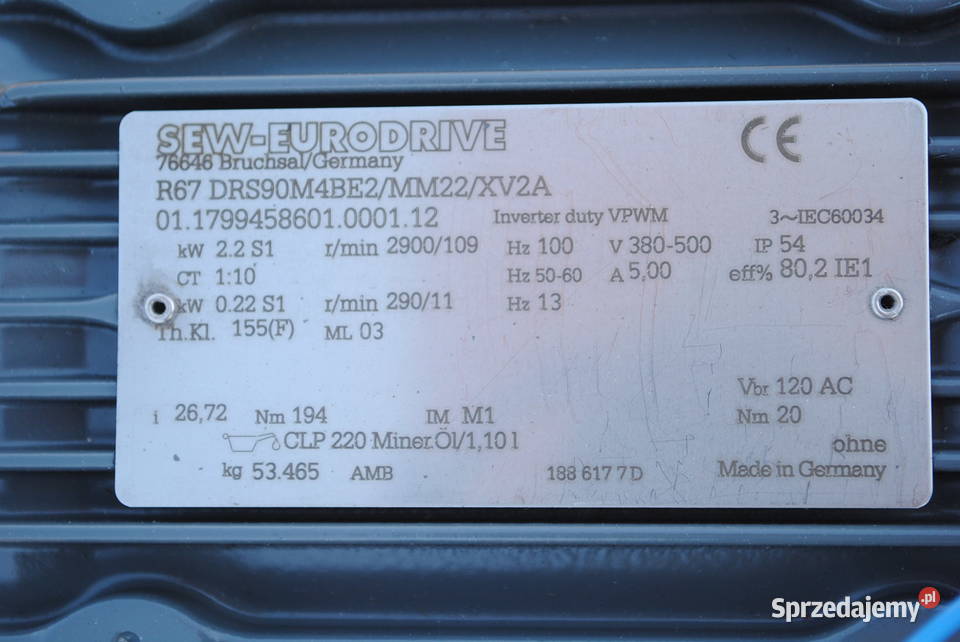 SEW-EURODRIVE
76646 Bruchsal/Germany
CE
R67 DRS90M4BE2/MM22/XV2A
01.1799458601.0001.12 Inverter duty VPWM 3~IEC60034
kW 2.2 S1 r/min 2900/109 Hz 100 V 380-500 IP 54
CT 1:10 Hz 50-60 A 5,00 eff% 80,2 IE1
kW 0.22 S1 r/min 290/11 Hz 13
Th.Kl. 155(F) ML 03
Vbr 120 AC
i 26,72 Nm 194 IM M1 Nm 20
CLP 220 Miner.Öl/1,10 l ohne
kg 53.465 AMB 188 617 7 D Made in Germany
Sprzedajemy.pl